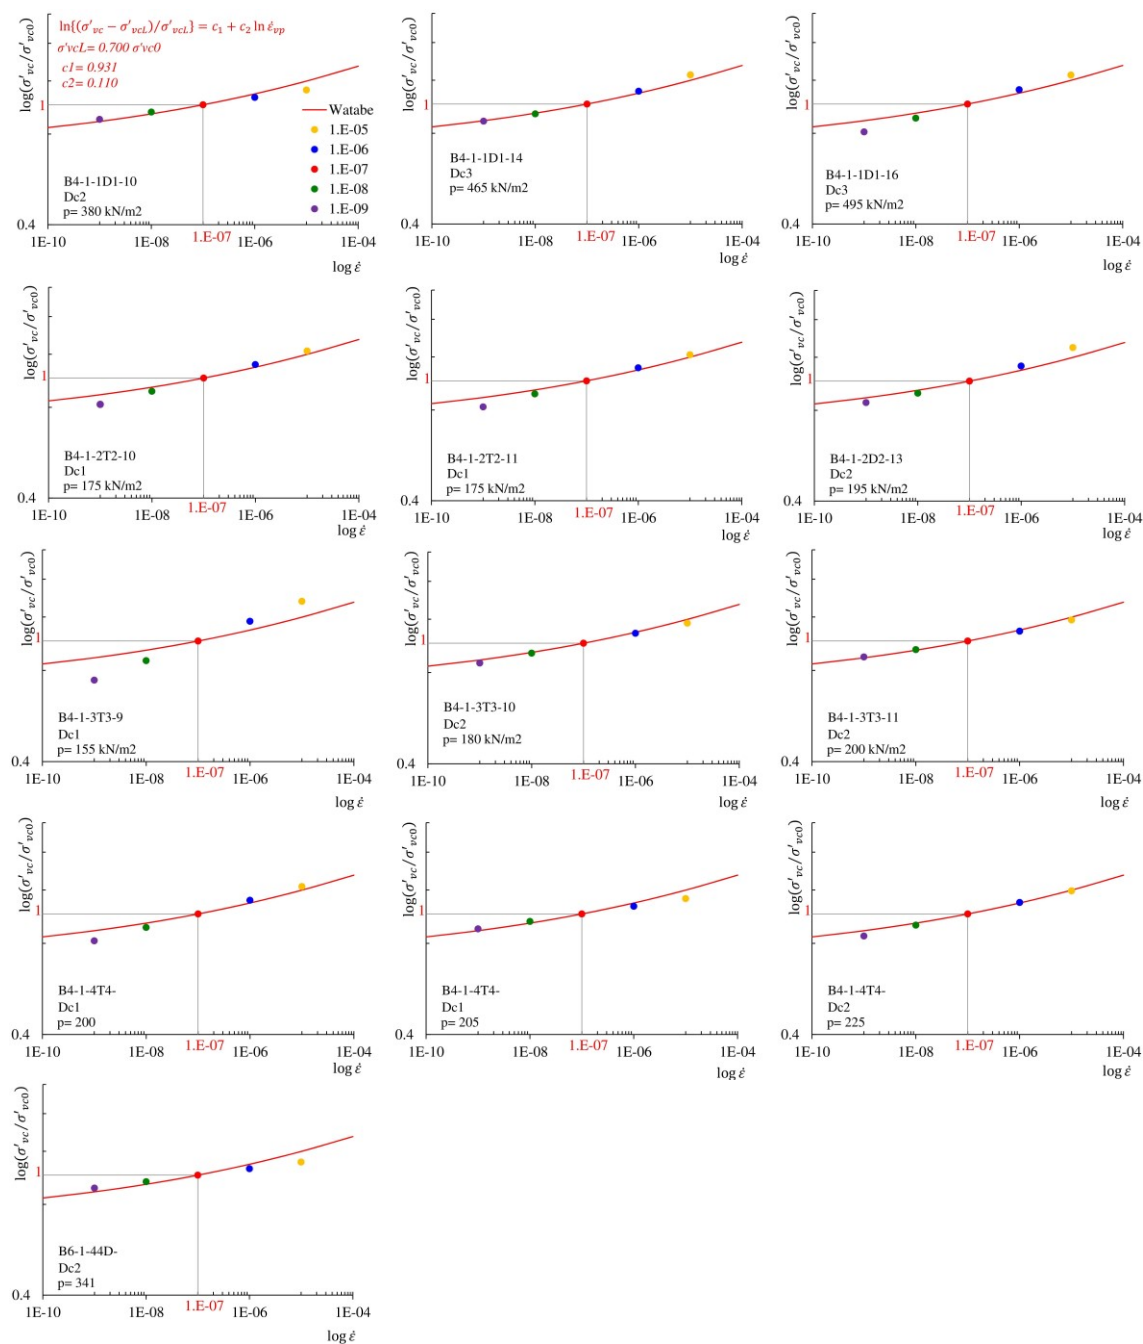 log(σ′vc/σ′vc0)
ln{(σ′vc − σ′vcL)/σ′vcL} = c1 + c2 ln ε̇vp
σ'vcL= 0.700 σ'vc0
c1= 0.931
c2= 0.110
1
Watabe
1.E-05
1.E-06
1.E-07
1.E-08
1.E-09
B4-1-1D1-10
Dc2
p= 380 kN/m2
0.4
1E-10 1E-08 1.E-07 1E-06 1E-04
log ε̇
log(σ′vc/σ′vc0)
1
B4-1-1D1-14
Dc3
p= 465 kN/m2
0.4
1E-10 1E-08 1.E-07 1E-06 1E-04
log ε̇
log(σ′vc/σ′vc0)
1
B4-1-1D1-16
Dc3
p= 495 kN/m2
0.4
1E-10 1E-08 1.E-07 1E-06 1E-04
log ε̇
log(σ′vc/σ′vc0)
1
B4-1-2T2-10
Dc1
p= 175 kN/m2
0.4
1E-10 1E-08 1.E-07 1E-06 1E-04
log ε̇
log(σ′vc/σ′vc0)
1
B4-1-2T2-11
Dc1
p= 175 kN/m2
0.4
1E-10 1E-08 1.E-07 1E-06 1E-04
log ε̇
log(σ′vc/σ′vc0)
1
B4-1-2D2-13
Dc2
p= 195 kN/m2
0.4
1E-10 1E-08 1.E-07 1E-06 1E-04
log ε̇
log(σ′vc/σ′vc0)
1
B4-1-3T3-9
Dc1
p= 155 kN/m2
0.4
1E-10 1E-08 1.E-07 1E-06 1E-04
log ε̇
log(σ′vc/σ′vc0)
1
B4-1-3T3-10
Dc2
p= 180 kN/m2
0.4
1E-10 1E-08 1.E-07 1E-06 1E-04
log ε̇
log(σ′vc/σ′vc0)
1
B4-1-3T3-11
Dc2
p= 200 kN/m2
0.4
1E-10 1E-08 1.E-07 1E-06 1E-04
log ε̇
log(σ′vc/σ′vc0)
1
B4-1-4T4-
Dc1
p= 200
0.4
1E-10 1E-08 1.E-07 1E-06 1E-04
log ε̇
log(σ′vc/σ′vc0)
1
B4-1-4T4-
Dc1
p= 205
0.4
1E-10 1E-08 1.E-07 1E-06 1E-04
log ε̇
log(σ′vc/σ′vc0)
1
B4-1-4T4-
Dc2
p= 225
0.4
1E-10 1E-08 1.E-07 1E-06 1E-04
log ε̇
log(σ′vc/σ′vc0)
1
B6-1-44D-
Dc2
p= 341
0.4
1E-10 1E-08 1.E-07 1E-06 1E-04
log ε̇